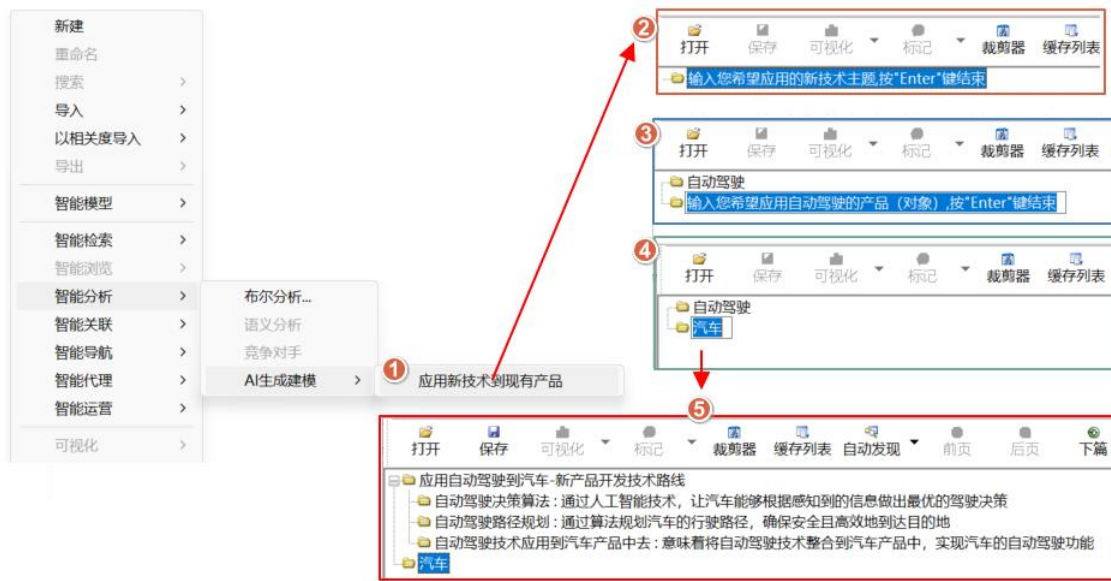 新建
重命名
搜索
导入
以相关度导入
导出
智能模型
智能检索
智能浏览
智能分析
智能关联
智能导航
智能代理
智能运营
可视化
布尔分析...
语义分析
竞争对手
AI生成建模
1
应用新技术到现有产品
2
打开 保存 可视化 标记 裁剪器 缓存列表
输入您希望应用的新技术主题,按"Enter"键结束
3
打开 保存 可视化 标记 裁剪器 缓存列表
自动驾驶
输入您希望应用自动驾驶的产品（对象）,按"Enter"键结束
4
打开 保存 可视化 标记 裁剪器 缓存列表
自动驾驶
汽车
5
打开 保存 可视化 标记 裁剪器 缓存列表 自动发现 前页 后页 下篇
应用自动驾驶到汽车-新产品开发技术路线
自动驾驶决策算法：通过人工智能技术，让汽车能够根据感知到的信息做出最优的驾驶决策
自动驾驶路径规划：通过算法规划汽车的行驶路径，确保安全且高效地到达目的地
自动驾驶技术应用到汽车产品中去：意味着将自动驾驶技术整合到汽车产品中，实现汽车的自动驾驶功能
汽车